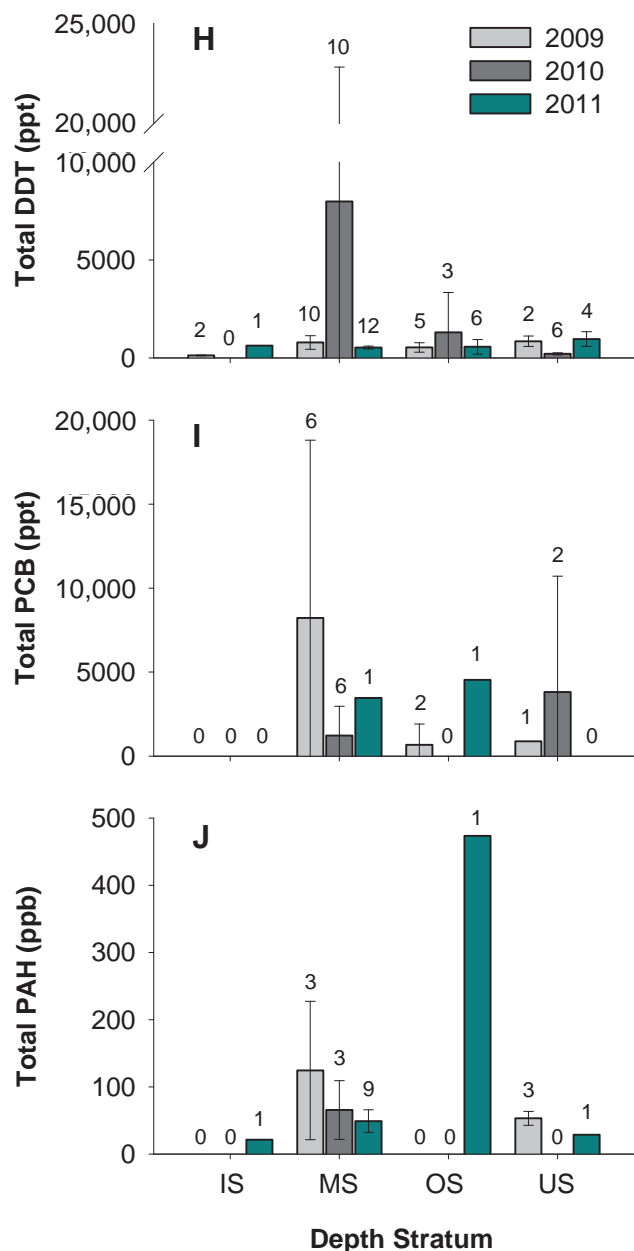 H
2009
2010
2011
Total DDT (ppt)
25,000
20,000
10,000
5000
0
2 0 1
10 10 12
5 3 6
2 6 4
I
Total PCB (ppt)
20,000
15,000
10,000
5000
0
0 0 0
6 6 1
2 0 1
1 2 0
J
Total PAH (ppb)
500
400
300
200
100
0
0 0 1
3 3 9
0 0 1
3 0 1
IS MS OS US
Depth Stratum